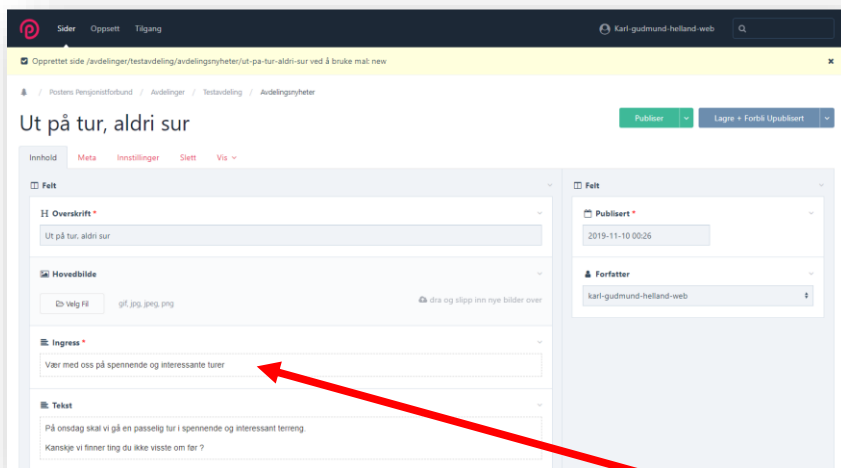 Sider Oppsett Tilgang Karl-gudmund-helland-web
Opprettet side /avdelinger/testavdeling/avdelingsnyheter/ut-pa-tur-aldri-sur ved å bruke mal: new
/ Postens Pensjonistforbund / Avdelinger / Testavdeling / Avdelingsnyheter
Ut på tur, aldri sur
Publiser Lagre + Forbli Upublisert
Innhold Meta Innstillinger Slett Vis
Felt
H Overskrift *
Ut på tur, aldri sur
Hovedbilde
Velg Fil gif, jpg, jpeg, png dra og slipp inn nye bilder over
Ingress *
Vær med oss på spennende og interessante turer
Tekst
På onsdag skal vi gå en passelig tur i spennende og interessant terreng.
Kanskje vi finner ting du ikke visste om før ?
Felt
Publisert *
2019-11-10 00:26
Forfatter
karl-gudmund-helland-web